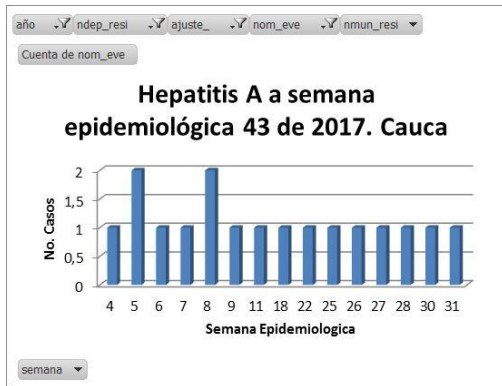 año ndep_resi ajuste_ nom_eve nmun_resi
Cuenta de nom_eve
Hepatitis A a semana
epidemiológica 43 de 2017. Cauca
No. Casos
2
1,5
1
0,5
0
4 5 6 7 8 9 11 18 22 25 26 27 28 30 31
Semana Epidemiologica
semana